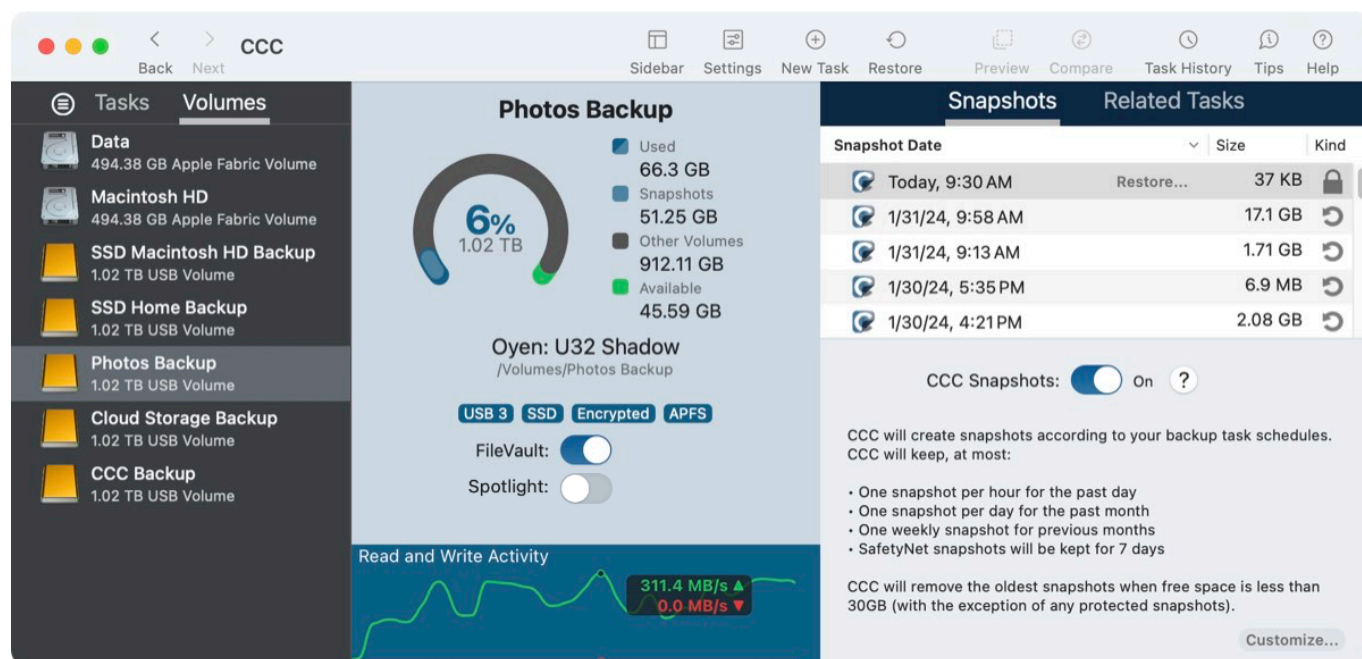 CCC
Back
Next
Sidebar
Settings
New Task
Restore
Preview
Compare
Task History
Tips
Help
Tasks
Volumes
Data
494.38 GB Apple Fabric Volume
Macintosh HD
494.38 GB Apple Fabric Volume
SSD Macintosh HD Backup
1.02 TB USB Volume
SSD Home Backup
1.02 TB USB Volume
Photos Backup
1.02 TB USB Volume
Cloud Storage Backup
1.02 TB USB Volume
CCC Backup
1.02 TB USB Volume
Photos Backup
6%
1.02 TB
Used
66.3 GB
Snapshots
51.25 GB
Other Volumes
912.11 GB
Available
45.59 GB
Oyen: U32 Shadow
/Volumes/Photos Backup
USB 3 SSD Encrypted APFS
FileVault:
Spotlight:
Read and Write Activity
311.4 MB/s ▲
0.0 MB/s ▼
Snapshots
Related Tasks
Snapshot Date Size Kind
Today, 9:30 AM Restore... 37 KB
1/31/24, 9:58 AM 17.1 GB
1/31/24, 9:13 AM 1.71 GB
1/30/24, 5:35 PM 6.9 MB
1/30/24, 4:21 PM 2.08 GB
CCC Snapshots: On ?
CCC will create snapshots according to your backup task schedules.
CCC will keep, at most:
• One snapshot per hour for the past day
• One snapshot per day for the past month
• One weekly snapshot for previous months
• SafetyNet snapshots will be kept for 7 days
CCC will remove the oldest snapshots when free space is less than
30GB (with the exception of any protected snapshots).
Customize...